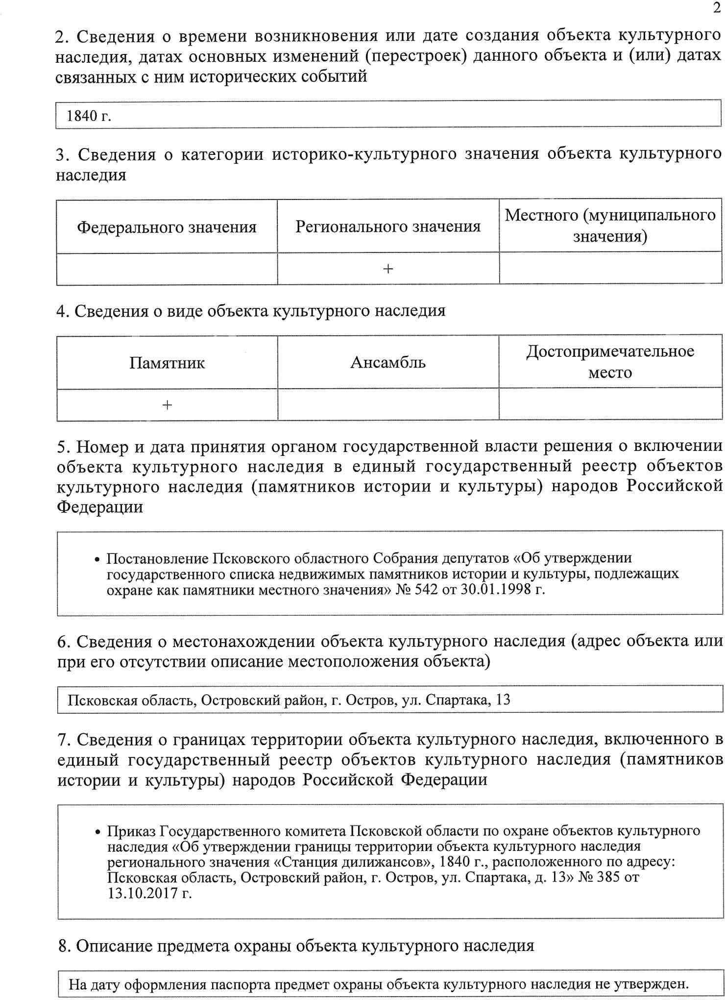 2
2. Сведения о времени возникновения или дате создания объекта культурного
наследия, датах основных изменений (перестроек) данного объекта и (или) датах
связанных с ним исторических событий
1840 г.
3. Сведения о категории историко-культурного значения объекта культурного
наследия
Федерального значения
Регионального значения
Местного (муниципального
значения)
+
4. Сведения о виде объекта культурного наследия
Памятник
Ансамбль
Достопримечательное
место
+
5. Номер и дата принятия органом государственной власти решения о включении
объекта культурного наследия в единый государственный реестр объектов
культурного наследия (памятников истории и культуры) народов Российской
Федерации
• Постановление Псковского областного Собрания депутатов «Об утверждении
государственного списка недвижимых памятников истории и культуры, подлежащих
охране как памятники местного значения» № 542 от 30.01.1998 г.
6. Сведения о местонахождении объекта культурного наследия (адрес объекта или
при его отсутствии описание местоположения объекта)
Псковская область, Островский район, г. Остров, ул. Спартака, 13
7. Сведения о границах территории объекта культурного наследия, включенного в
единый государственный реестр объектов культурного наследия (памятников
истории и культуры) народов Российской Федерации
• Приказ Государственного комитета Псковской области по охране объектов культурного
наследия «Об утверждении границы территории объекта культурного наследия
регионального значения «Станция дилижансов», 1840 г., расположенного по адресу:
Псковская область, Островский район, г. Остров, ул. Спартака, д. 13» № 385 от
13.10.2017 г.
8. Описание предмета охраны объекта культурного наследия
На дату оформления паспорта предмет охраны объекта культурного наследия не утвержден.